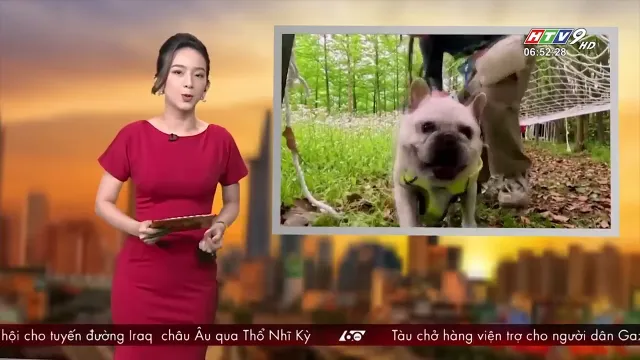 HTV9 HD
06:52:28
hội cho tuyến đường Iraq châu Âu qua Thổ Nhĩ Kỳ 60 Tàu chở hàng viện trợ cho người dân Ga